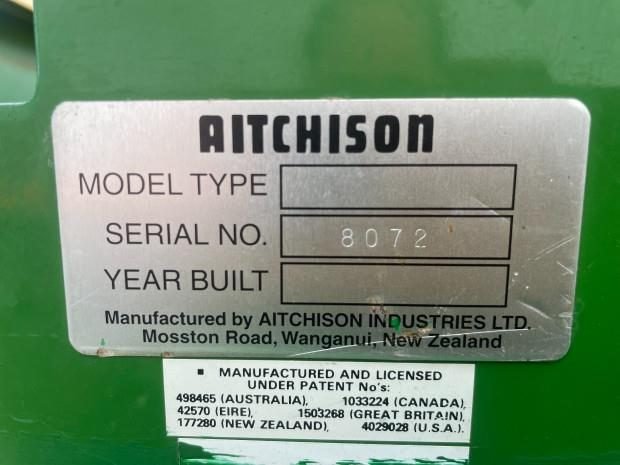 AITCHISON
MODEL TYPE
SERIAL NO. 8072
YEAR BUILT
Manufactured by AITCHISON INDUSTRIES LTD.
Mosston Road, Wanganui, New Zealand
▪ MANUFACTURED AND LICENSED
UNDER PATENT No's:
498465 (AUSTRALIA), 1033224 (CANADA),
42570 (EIRE), 1503268 (GREAT BRITAIN),
177280 (NEW ZEALAND), 4029028 (U.S.A.).